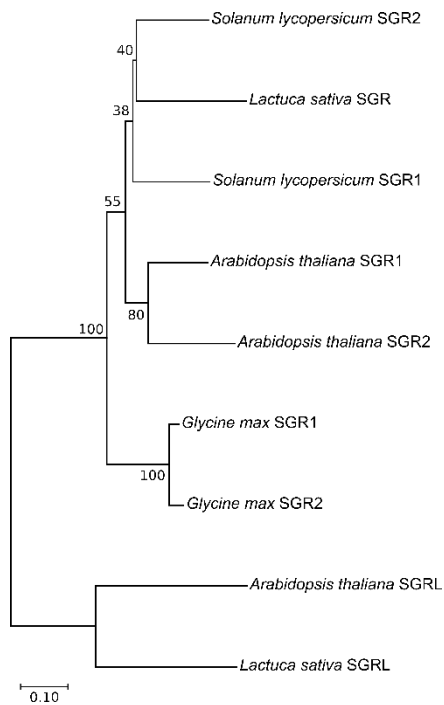 Solanum lycopersicum SGR2
40
Lactuca sativa SGR
38
Solanum lycopersicum SGR1
55
Arabidopsis thaliana SGR1
80
Arabidopsis thaliana SGR2
100
Glycine max SGR1
100
Glycine max SGR2
Arabidopsis thaliana SGRL
Lactuca sativa SGRL
0.10